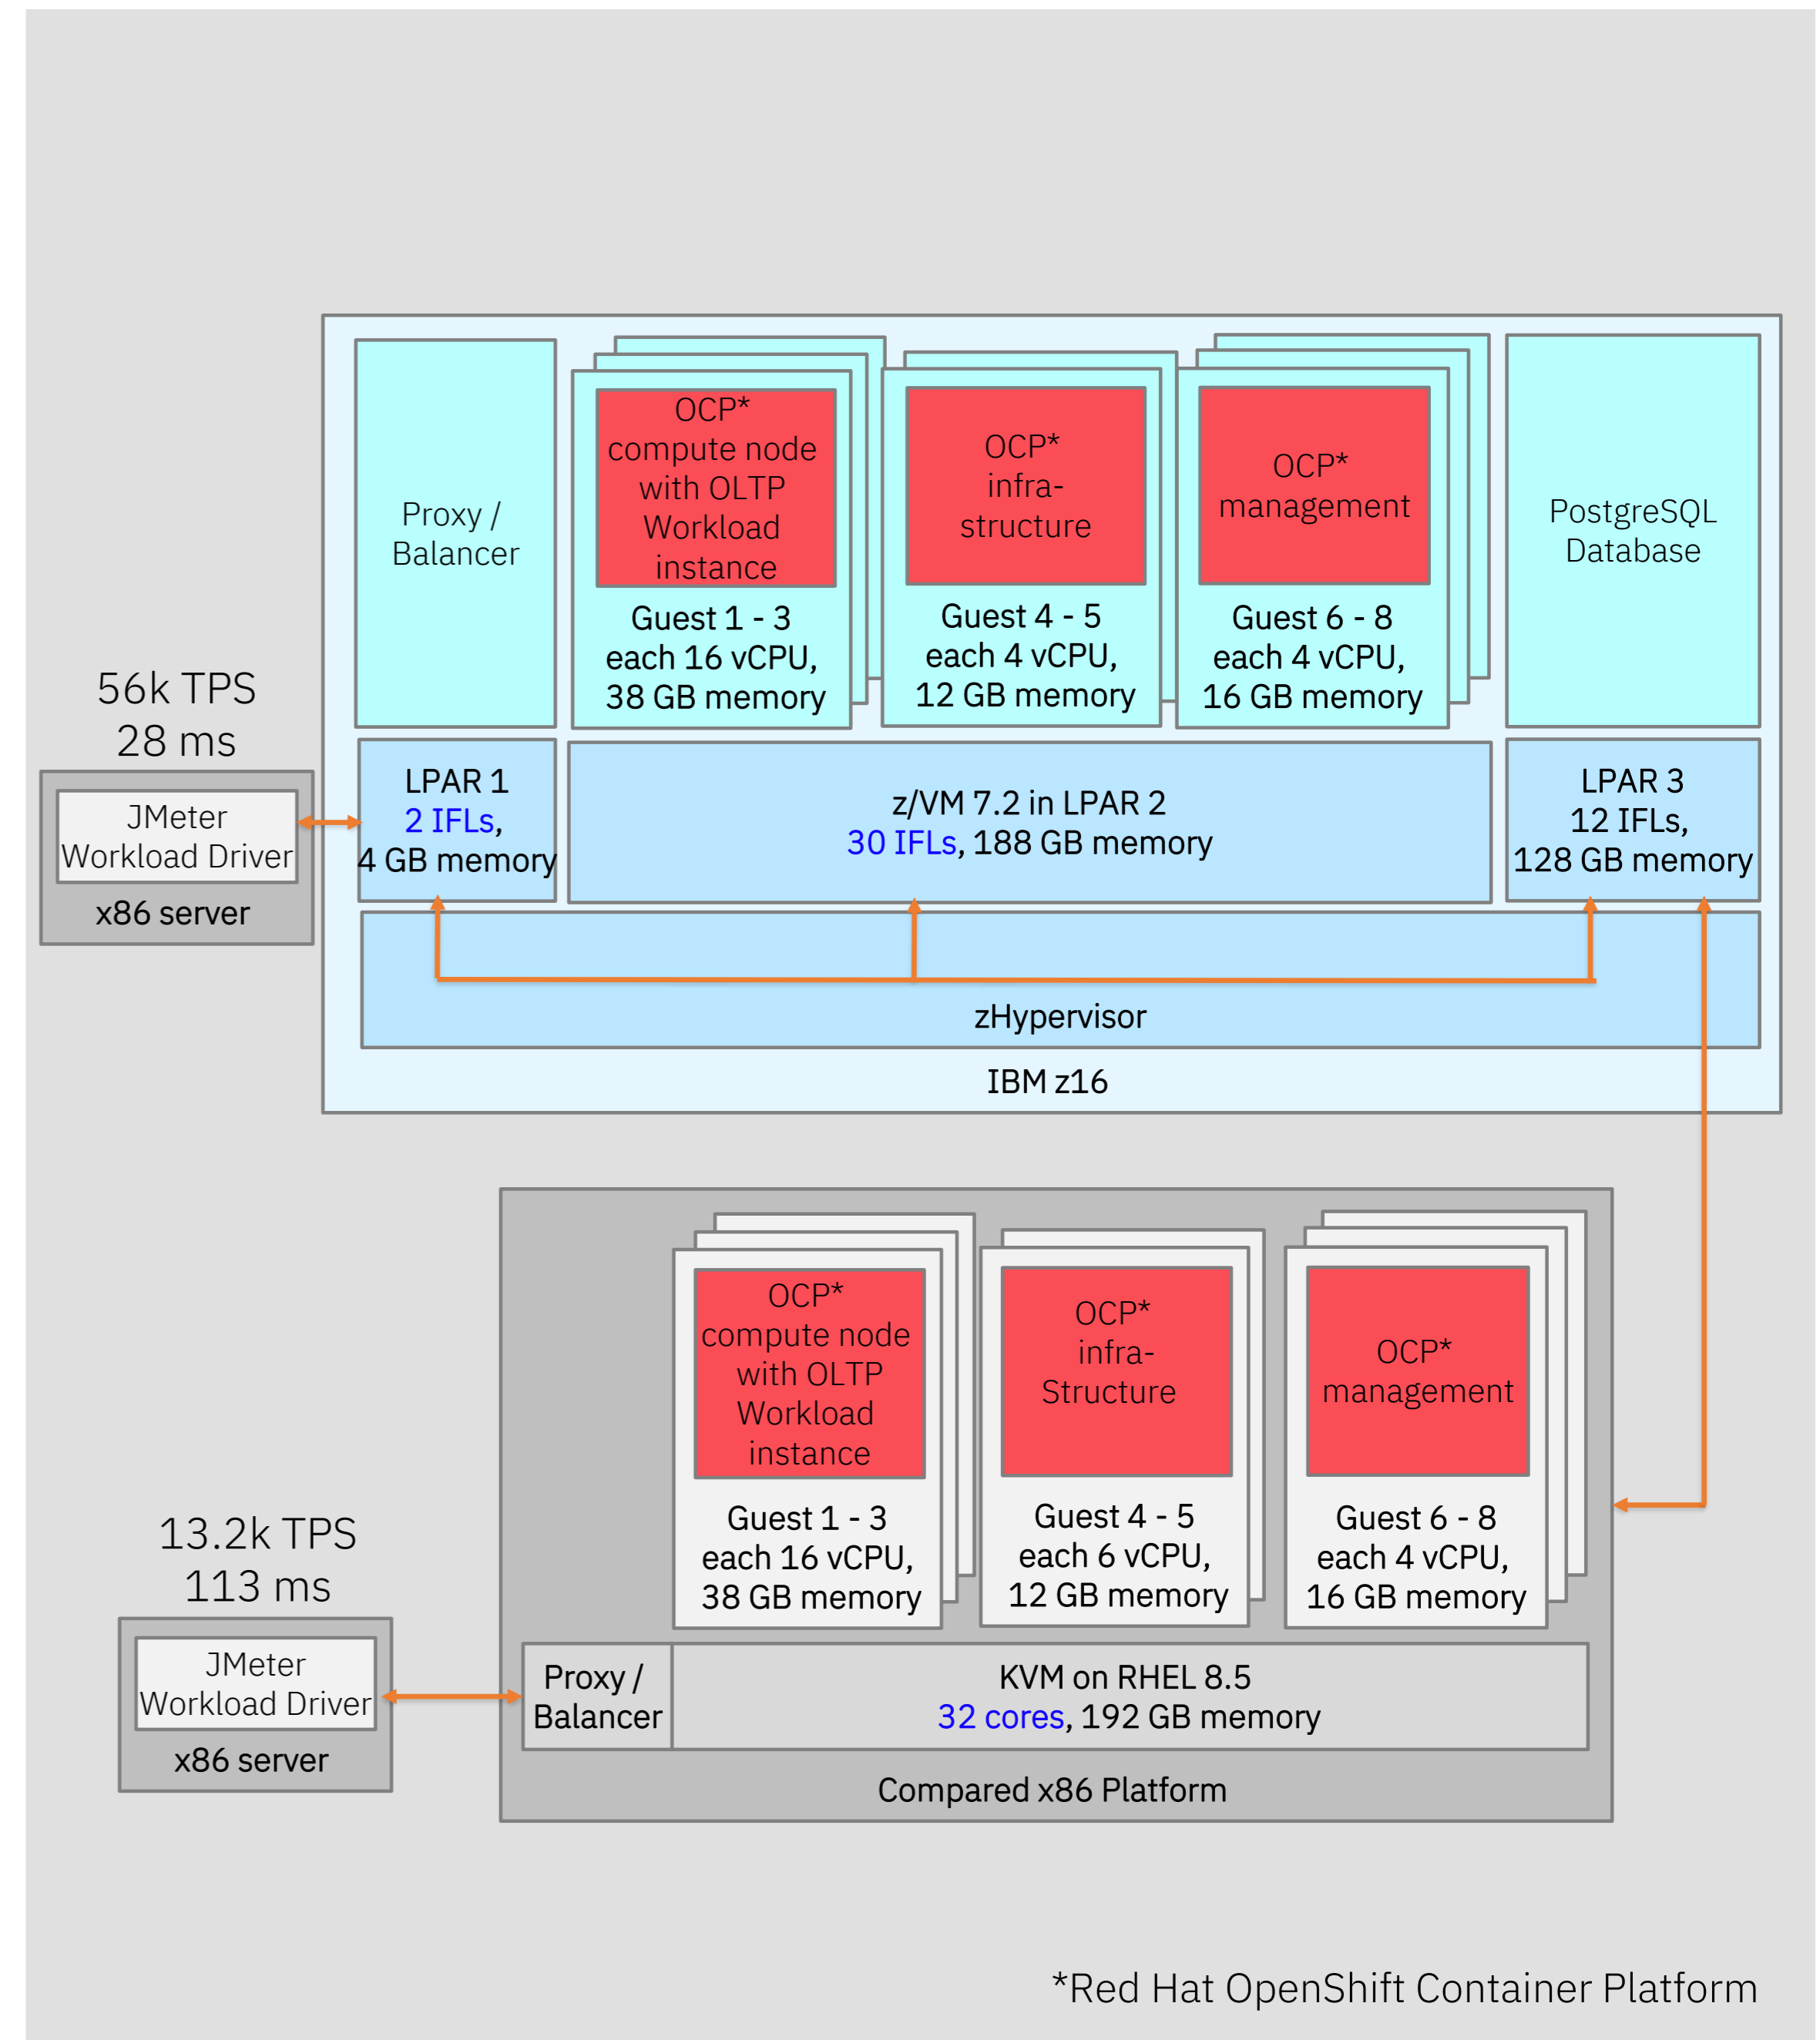 OCP*
compute node
with OLTP
Workload
instance
Guest 1 - 3
each 16 vCPU,
38 GB memory
OCP*
infra-
structure
Guest 4 - 5
each 4 vCPU,
12 GB memory
OCP*
management
Guest 6 - 8
each 4 vCPU,
16 GB memory
Proxy /
Balancer
PostgreSQL
Database
56k TPS
28 ms
JMeter
Workload Driver
x86 server
LPAR 1
2 IFLs,
4 GB memory
z/VM 7.2 in LPAR 2
30 IFLs, 188 GB memory
LPAR 3
12 IFLs,
128 GB memory
zHypervisor
IBM z16
OCP*
compute node
with OLTP
Workload
instance
Guest 1 - 3
each 16 vCPU,
38 GB memory
OCP*
infra-
Structure
Guest 4 - 5
each 6 vCPU,
12 GB memory
OCP*
management
Guest 6 - 8
each 4 vCPU,
16 GB memory
13.2k TPS
113 ms
JMeter
Workload Driver
x86 server
Proxy /
Balancer
KVM on RHEL 8.5
32 cores, 192 GB memory
Compared x86 Platform
*Red Hat OpenShift Container Platform